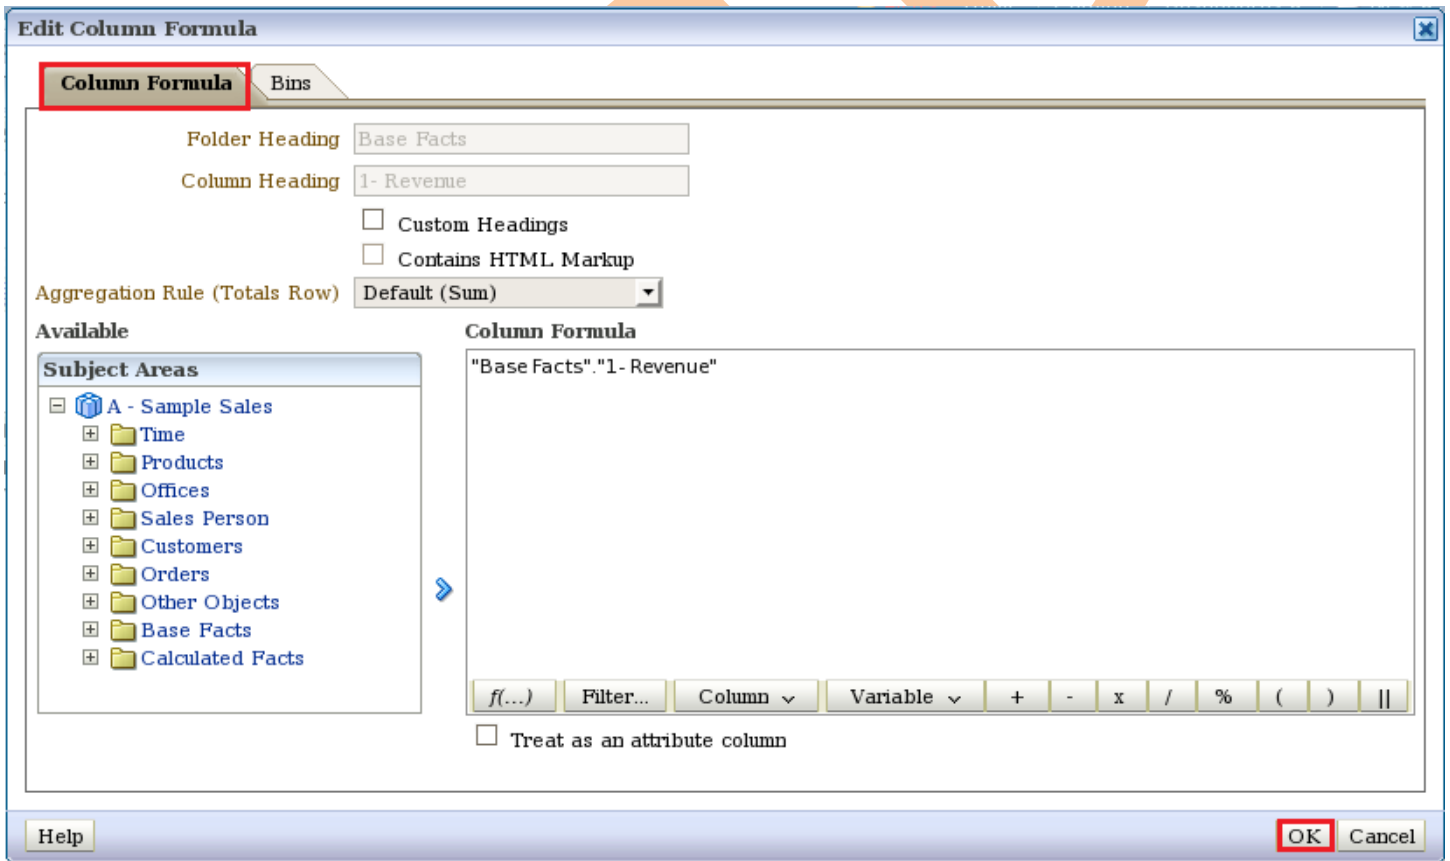 Edit Column Formula
Column Formula Bins
Folder Heading Base Facts
Column Heading 1- Revenue
Custom Headings
Contains HTML Markup
Aggregation Rule (Totals Row) Default (Sum)
Available Column Formula
Subject Areas
"Base Facts"."1- Revenue"
A - Sample Sales
Time
Products
Offices
Sales Person
Customers
Orders
Other Objects
Base Facts
Calculated Facts
f(...) Filter... Column Variable + - x / % ( ) ||
Treat as an attribute column
Help OK Cancel